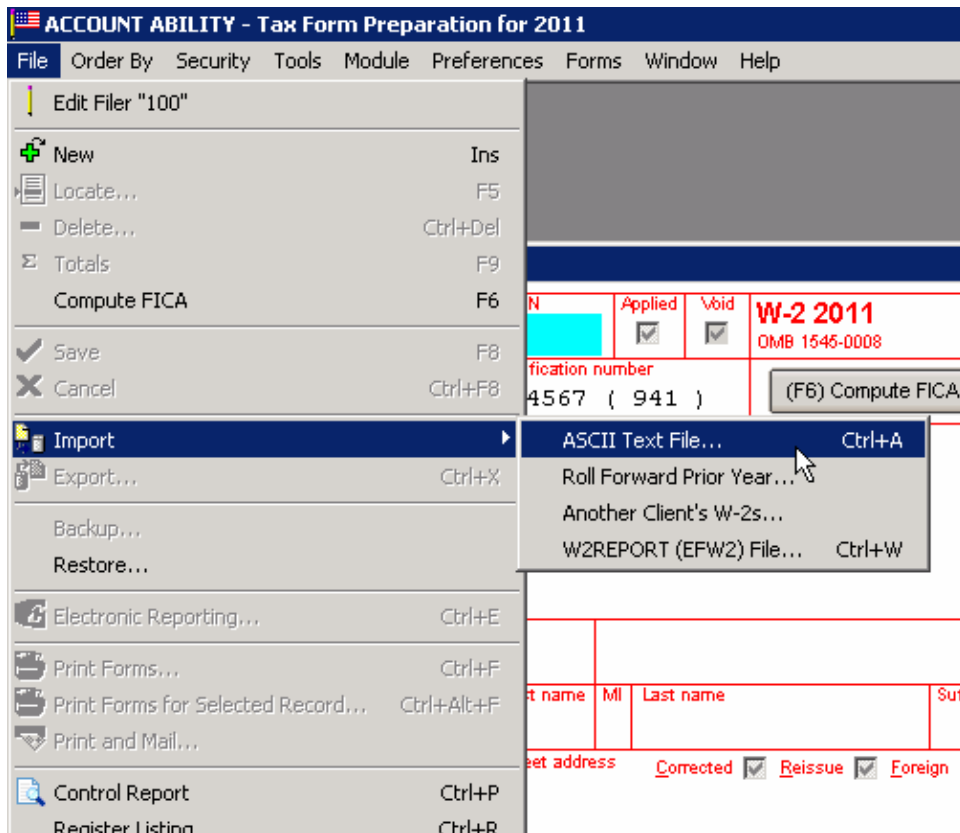 ACCOUNT ABILITY - Tax Form Preparation for 2011
File Order By Security Tools Module Preferences Forms Window Help
Edit Filer "100"
New Ins
Locate... F5
Delete... Ctrl+Del
Σ Totals F9
Compute FICA F6
Save F8
Cancel Ctrl+F8
Import
Export... Ctrl+X
Backup...
Restore...
Electronic Reporting... Ctrl+E
Print Forms... Ctrl+F
Print Forms for Selected Record... Ctrl+Alt+F
Print and Mail...
Control Report Ctrl+P
Register Listing Ctrl+R
ASCII Text File... Ctrl+A
Roll Forward Prior Year...
Another Client's W-2s...
W2REPORT (EFW2) File... Ctrl+W
N Applied Void W-2 2011
OMB 1545-0008
fication number
4567 ( 941 ) (F6) Compute FICA
t name MI Last name Suf
eet address Corrected Reissue Foreign